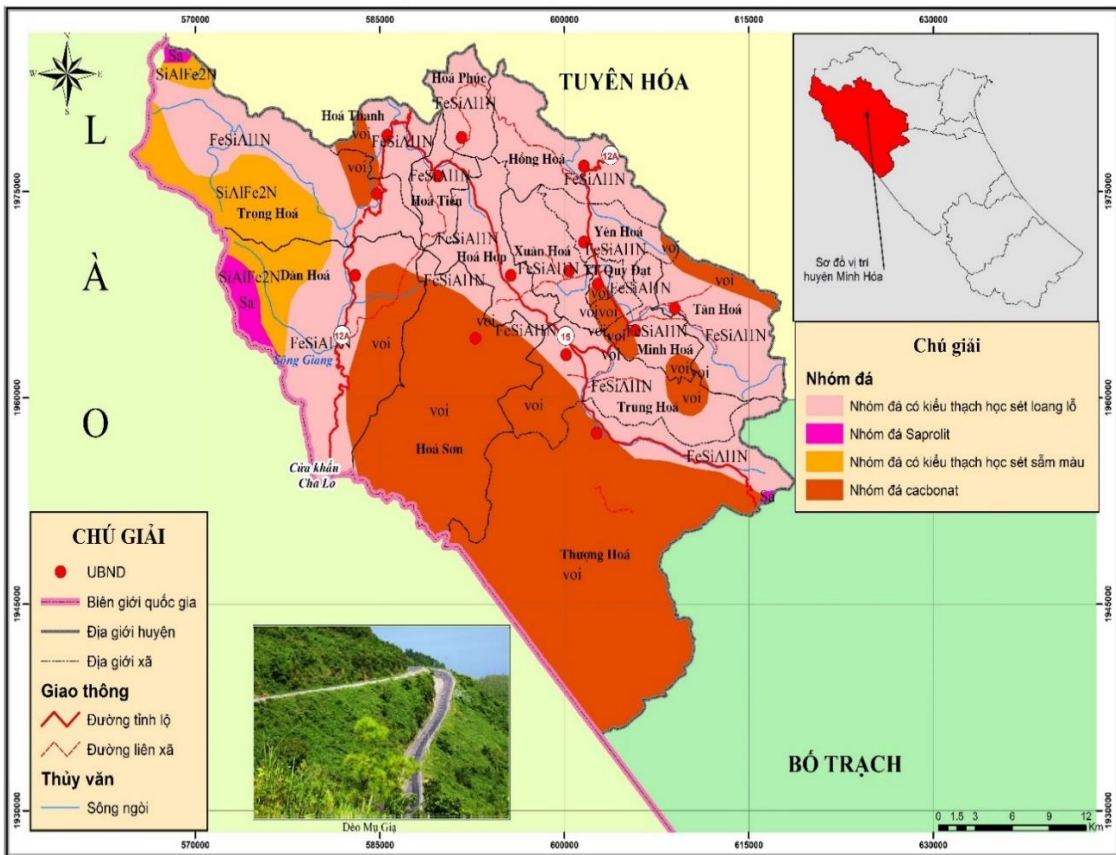 570000
585000
600000
615000
630000
1975000
1960000
1945000
1930000
N
W
E
S
L
À
O
TUYÊN HÓA
BỐ TRẠCH
Sa
SiAlFe2N
Hoá Phúc
FeSiAl1N
Hoá Thanh
voi
FeSiAl1N
FeSiAl1N
voi
Hồng Hoá
12A
FeSiAl1N
FeSiAl1N
Hoá Tiến
SiAlFe2N
Trọng Hoá
Yên Hoá
FeSiAl1N
FeSiAl1N
voi
Xuân Hoá
Hoá Hợp
FeSiAl1N
TT Quy Đạt
FeSiAl1N
SiAlFe2N
Dân Hoá
Sa
voi
voi
Tân Hoá
voi
FeSiAl1N
voi
FeSiAl1N
FeSiAl1N
12A
15
voi
Minh Hoá
FeSiAl1N
Sông Giang
voi
voi
voi
FeSiAl1N
Trung Hoá
voi
voi
voi
Hoá Sơn
FeSiAl1N
Cửa khẩu
Cha Lo
Sa
Thượng Hoá
voi
Sơ đồ vị trí
huyện Minh Hóa
Chú giải
Nhóm đá
Nhóm đá có kiểu thạch học sét loang lỗ
Nhóm đá Saprolit
Nhóm đá có kiểu thạch học sét sẫm màu
Nhóm đá cacbonat
CHÚ GIẢI
UBND
Biên giới quốc gia
Địa giới huyện
Địa giới xã
Giao thông
Đường tỉnh lộ
Đường liên xã
Thủy văn
Sông ngòi
Đèo Mụ Giạ
0 1.5 3 6 9 12
Km
570000
585000
600000
615000
630000
1975000
1960000
1945000
1930000